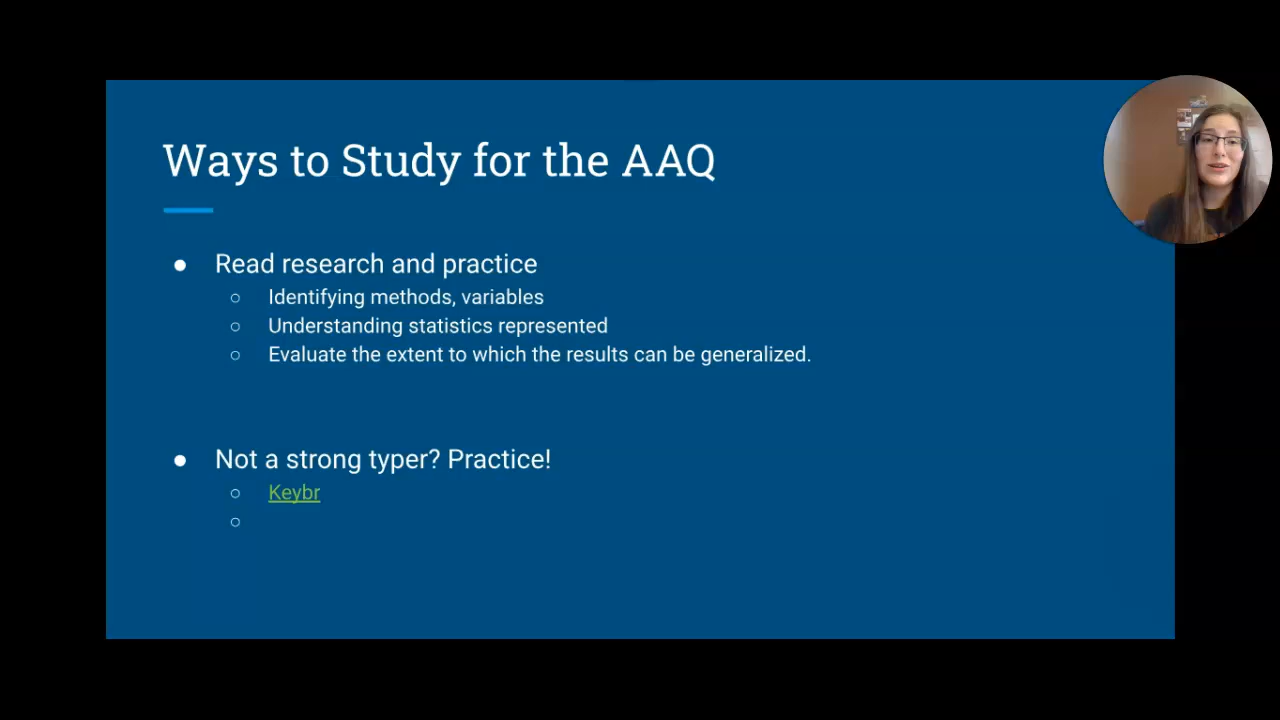 Ways to Study for the AAQ
● Read research and practice
○ Identifying methods, variables
○ Understanding statistics represented
○ Evaluate the extent to which the results can be generalized.
● Not a strong typer? Practice!
○ Keybr
○